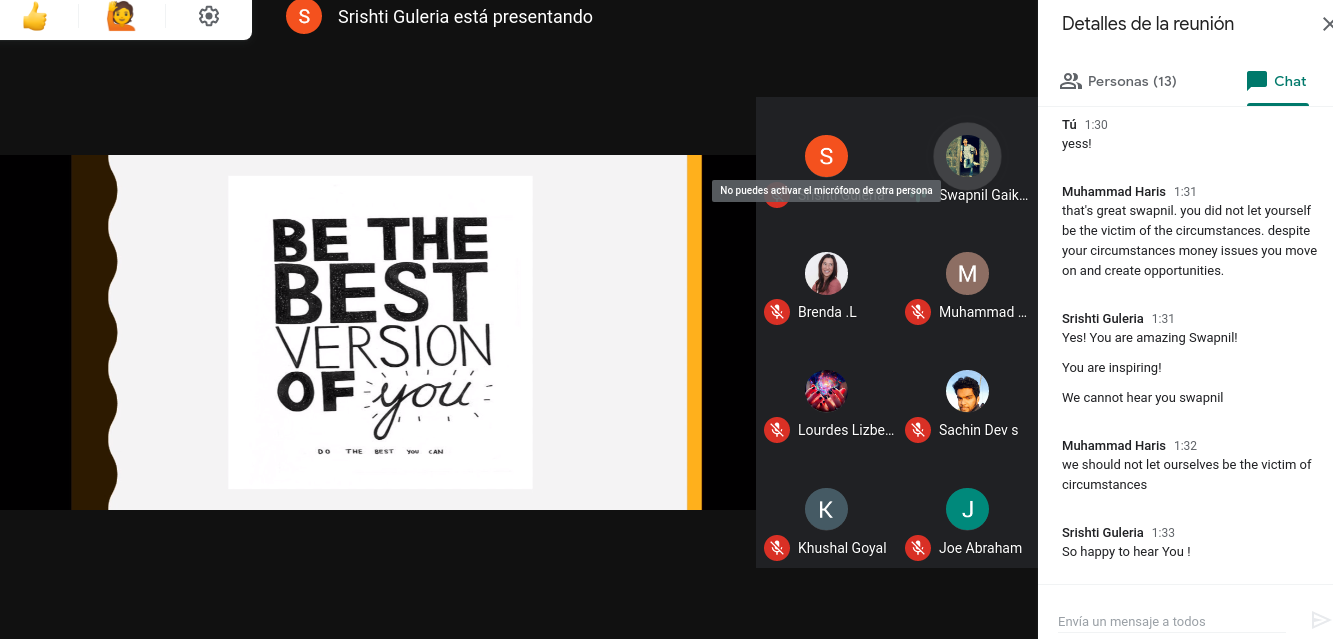 S Srishti Guleria está presentando
BE THE
BEST
VERSION
OF you
DO THE BEST YOU CAN
S
No puedes activar el micrófono de otra persona
Srishti Guleria
Swapnil Gaik...
Brenda .L
M
Muhammad ...
Lourdes Lizbe...
Sachin Dev s
K
Khushal Goyal
J
Joe Abraham
Detalles de la reunión
Personas (13)
Chat
Tú 1:30
yess!
Muhammad Haris 1:31
that's great swapnil. you did not let yourself
be the victim of the circumstances. despite
your circumstances money issues you move
on and create opportunities.
Srishti Guleria 1:31
Yes! You are amazing Swapnil!
You are inspiring!
We cannot hear you swapnil
Muhammad Haris 1:32
we should not let ourselves be the victim of
circumstances
Srishti Guleria 1:33
So happy to hear You !
Envía un mensaje a todos